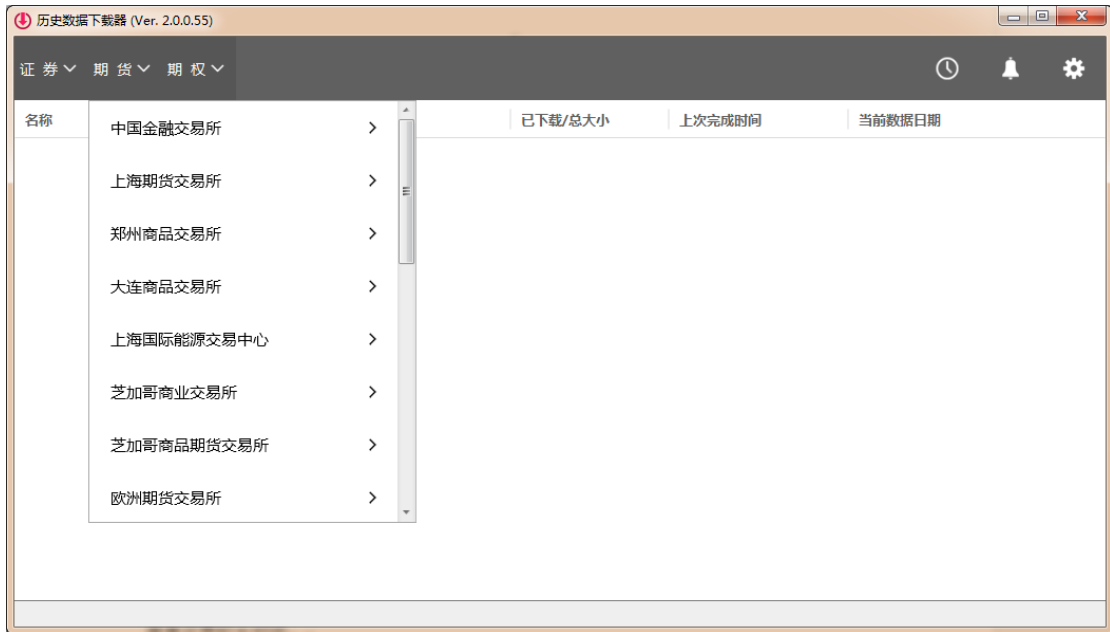 历史数据下载器 (Ver. 2.0.0.55)
证券 期货 期权
名称 已下载/总大小 上次完成时间 当前数据日期
中国金融交易所
上海期货交易所
郑州商品交易所
大连商品交易所
上海国际能源交易中心
芝加哥商业交易所
芝加哥商品期货交易所
欧洲期货交易所